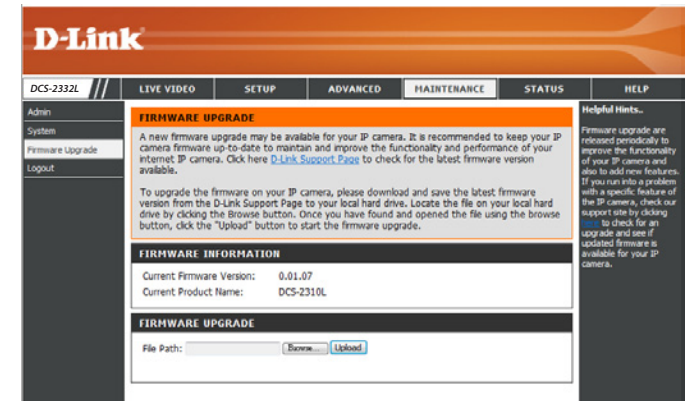 D-Link
DCS-2332L // LIVE VIDEO SETUP ADVANCED MAINTENANCE STATUS HELP
Admin
System
Firmware Upgrade
Logout
FIRMWARE UPGRADE
A new firmware upgrade may be available for your IP camera. It is recommended to keep your IP
camera firmware up-to-date to maintain and improve the functionality and performance of your
internet IP camera. Click here D-Link Support Page to check for the latest firmware version
available.
To upgrade the firmware on your IP camera, please download and save the latest firmware
version from the D-Link Support Page to your local hard drive. Locate the file on your local hard
drive by clicking the Browse button. Once you have found and opened the file using the browse
button, click the "Upload" button to start the firmware upgrade.
FIRMWARE INFORMATION
Current Firmware Version: 0.01.07
Current Product Name: DCS-2310L
FIRMWARE UPGRADE
File Path: Browse... Upload
Helpful Hints..
Firmware upgrade are
released periodically to
improve the functionality
of your IP camera and
also to add new features.
If you run into a problem
with a specific feature of
the IP camera, check our
support site by clicking
here to check for an
upgrade and see if
updated firmware is
available for your IP
camera.